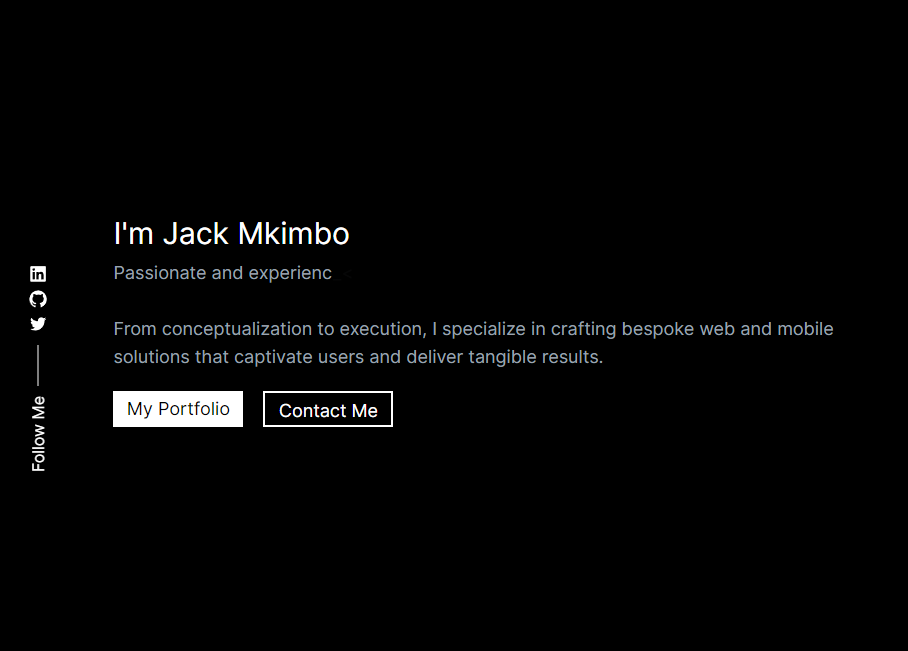 I'm Jack Mkimbo
Passionate and experienc
From conceptualization to execution, I specialize in crafting bespoke web and mobile
solutions that captivate users and deliver tangible results.
My Portfolio
Contact Me
Follow Me